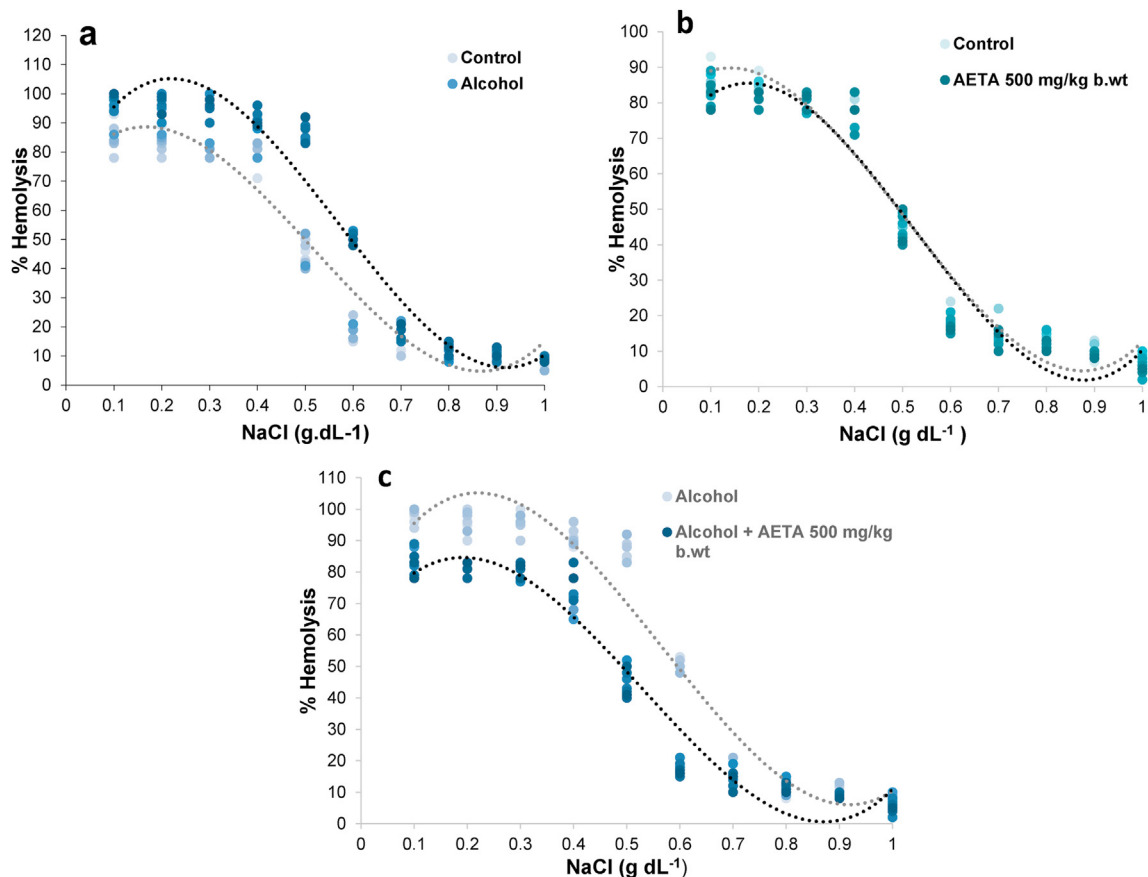 a
Control
Alcohol
% Hemolysis
120
110
100
90
80
70
60
50
40
30
20
10
0
0 0.1 0.2 0.3 0.4 0.5 0.6 0.7 0.8 0.9 1
NaCl (g.dL-1)
b
Control
AETA 500 mg/kg b.wt
% Hemolysis
100
90
80
70
60
50
40
30
20
10
0
0 0.1 0.2 0.3 0.4 0.5 0.6 0.7 0.8 0.9 1
NaCl (g dL⁻¹ )
c
Alcohol
Alcohol + AETA 500 mg/kg
b.wt
% Hemolysis
110
100
90
80
70
60
50
40
30
20
10
0
0 0.1 0.2 0.3 0.4 0.5 0.6 0.7 0.8 0.9 1
NaCl (g dL⁻¹)